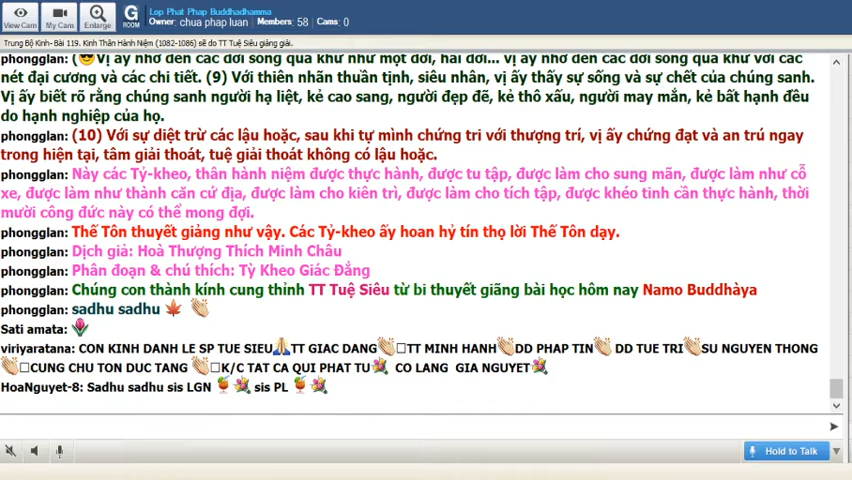 Lop Phat Phap Buddhadhamma
Owner: chua phap luan Members: 58 Cams: 0
View Cam My Cam Enlarge G ROOM
Trung Bộ Kinh- Bài 119. Kinh Thân Hành Niệm (1082-1086) sẽ do TT Tuệ Siêu giảng giải.
phongglan: (😎Vị ấy nhớ đến các đời sống quá khứ như một đời, hai đời... vị ấy nhớ đến các đời sống quá khứ với các
nét đại cương và các chi tiết. (9) Với thiên nhãn thuần tịnh, siêu nhân, vị ấy thấy sự sống và sự chết của chúng sanh.
Vị ấy biết rõ rằng chúng sanh người hạ liệt, kẻ cao sang, người đẹp đẽ, kẻ thô xấu, người may mắn, kẻ bất hạnh đều
do hạnh nghiệp của họ.
phongglan: (10) Với sự diệt trừ các lậu hoặc, sau khi tự mình chứng tri với thượng trí, vị ấy chứng đạt và an trú ngay
trong hiện tại, tâm giải thoát, tuệ giải thoát không có lậu hoặc.
phongglan: Này các Tỷ-kheo, thân hành niệm được thực hành, được tu tập, được làm cho sung mãn, được làm như cỗ
xe, được làm như thành căn cứ địa, được làm cho kiên trì, được làm cho tích tập, được khéo tinh cần thực hành, thời
mười công đức này có thể mong đợi.
phongglan: Thế Tôn thuyết giảng như vậy. Các Tỷ-kheo ấy hoan hỷ tín thọ lời Thế Tôn dạy.
phongglan: Dịch giả: Hoà Thượng Thích Minh Châu
phongglan: Phân đoạn & chú thích: Tỳ Kheo Giác Đẳng
phongglan: Chúng con thành kính cung thỉnh TT Tuệ Siêu từ bi thuyết giãng bài học hôm nay Namo Buddhàya
phongglan: sadhu sadhu 🍁 👏
Sati amata: 🌷
viriyaratana: CON KINH DANH LE SP TUE SIEU🙏TT GIAC DANG👏□TT MINH HANH👏DD PHAP TIN👏 DD TUE TRI👏SU NGUYEN THONG
👏□CUNG CHU TON DUC TANG 👏□K/C TAT CA QUI PHAT TU💐 CO LANG GIA NGUYET💐
HoaNguyet-8: Sadhu sadhu sis LGN 🍹💐 sis PL 🍹💐
Hold to Talk